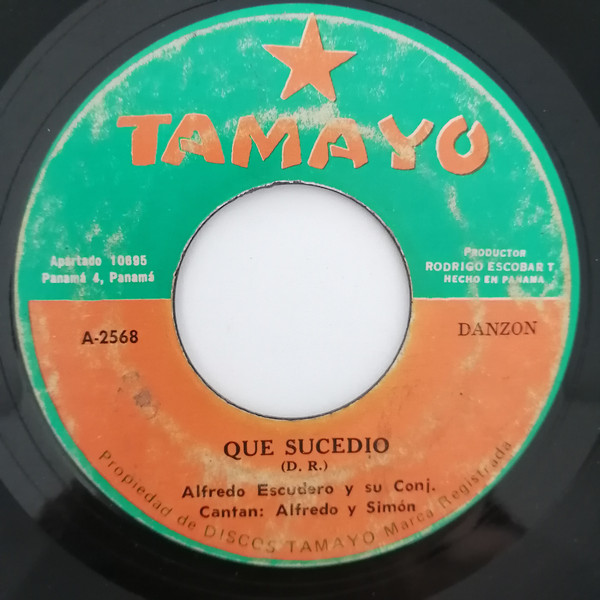 TAMAYO
Apartado 10695
Panamá 4, Panamá
PRODUCTOR
RODRIGO ESCOBAR T.
HECHO EN PANAMA
A-2568
DANZON
QUE SUCEDIO
(D. R.)
Alfredo Escudero y su Conj.
Cantan: Alfredo y Simón
Propiedad de DISCOS TAMAYO Marca Registrada